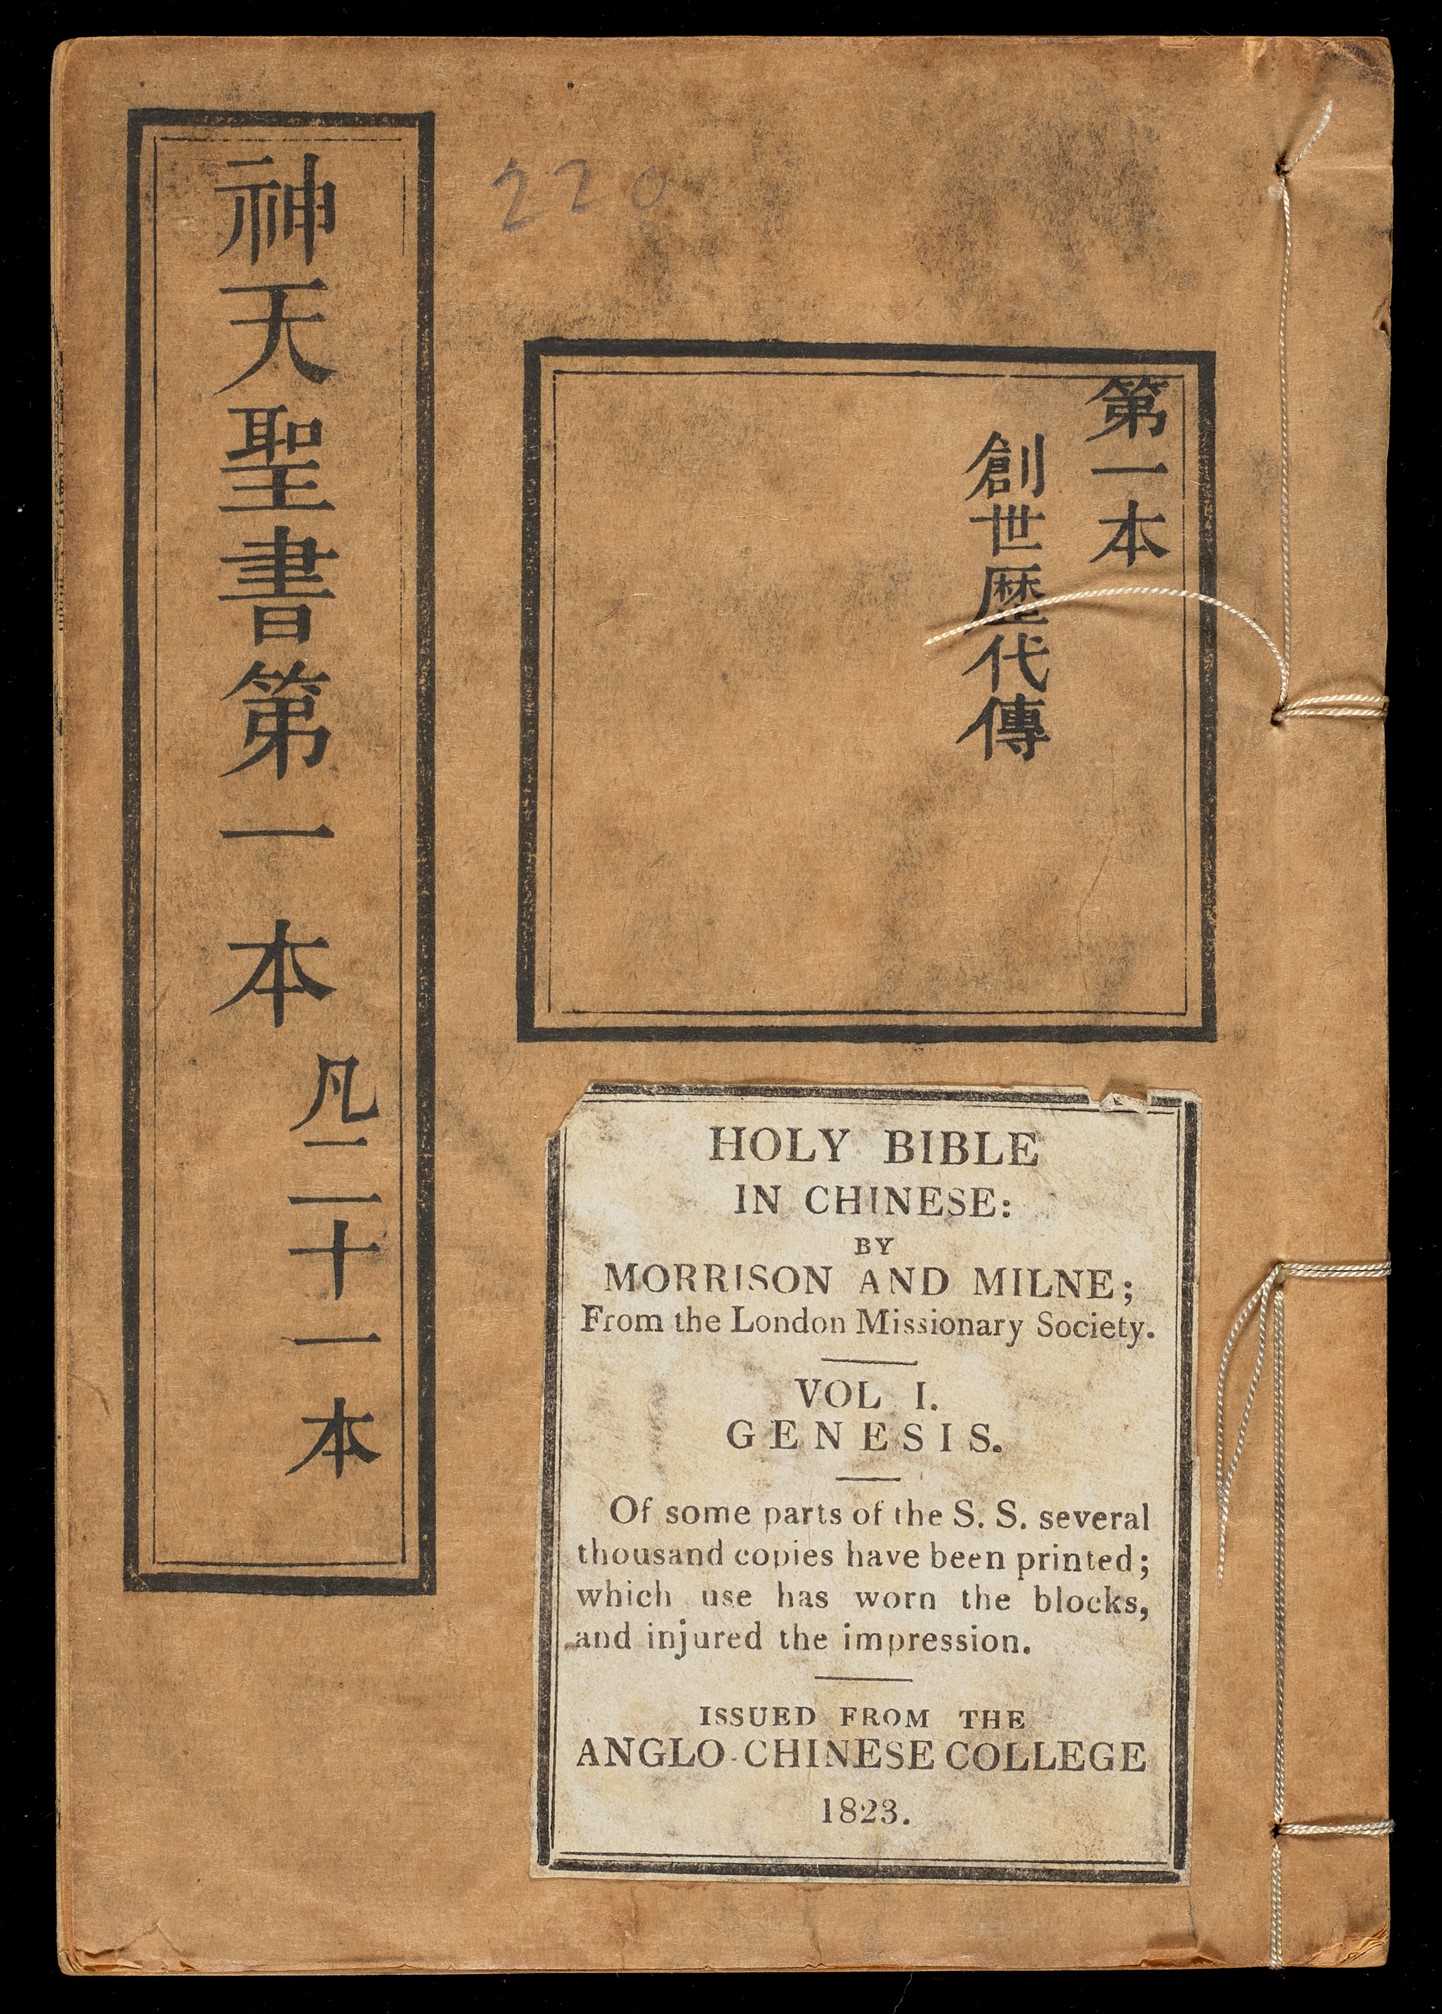 神天聖書第一本
凡二十一本
220
第一本
創世歷代傳
HOLY BIBLE
IN CHINESE:
BY
MORRISON AND MILNE;
From the London Missionary Society.
VOL I.
GENESIS.
Of some parts of the S. S. several
thousand copies have been printed;
which use has worn the blocks,
and injured the impression.
ISSUED FROM THE
ANGLO-CHINESE COLLEGE
1823.